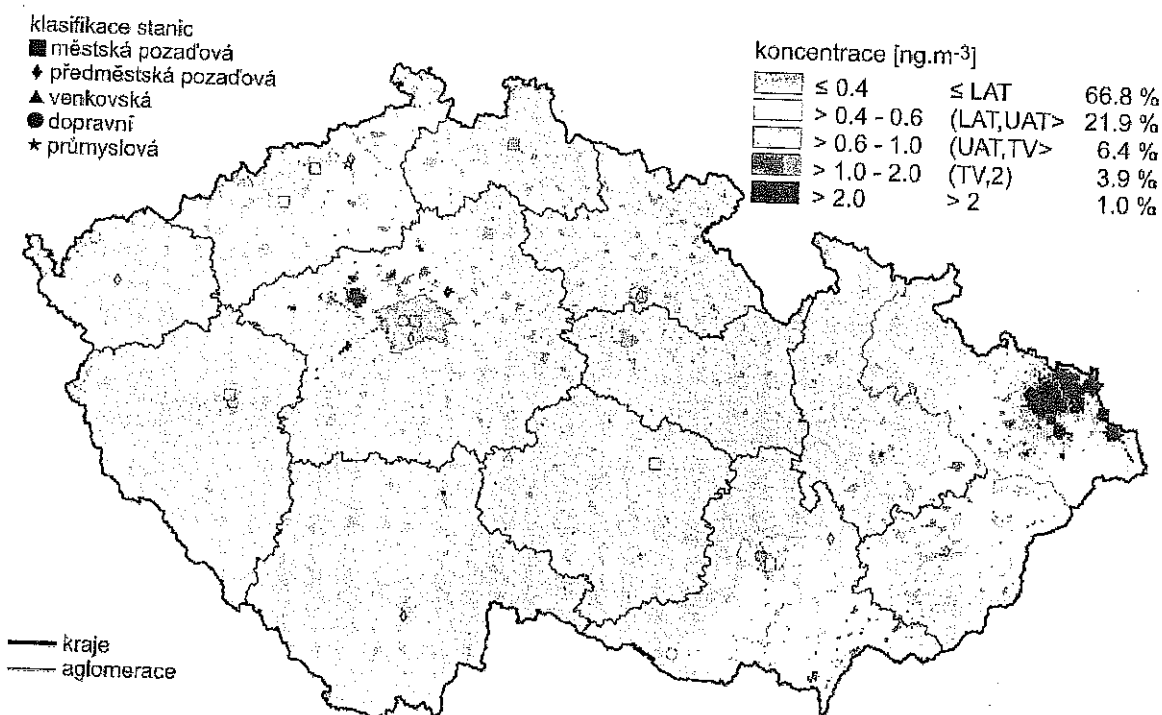 klasifikace stanic
městská pozaďová
předměstská pozaďová
venkovská
dopravní
průmyslová
koncentrace [ng.m-3]
≤ 0.4 ≤ LAT 66.8 %
> 0.4 - 0.6 (LAT,UAT> 21.9 %
> 0.6 - 1.0 (UAT,TV> 6.4 %
> 1.0 - 2.0 (TV,2) 3.9 %
> 2.0 > 2 1.0 %
kraje
aglomerace